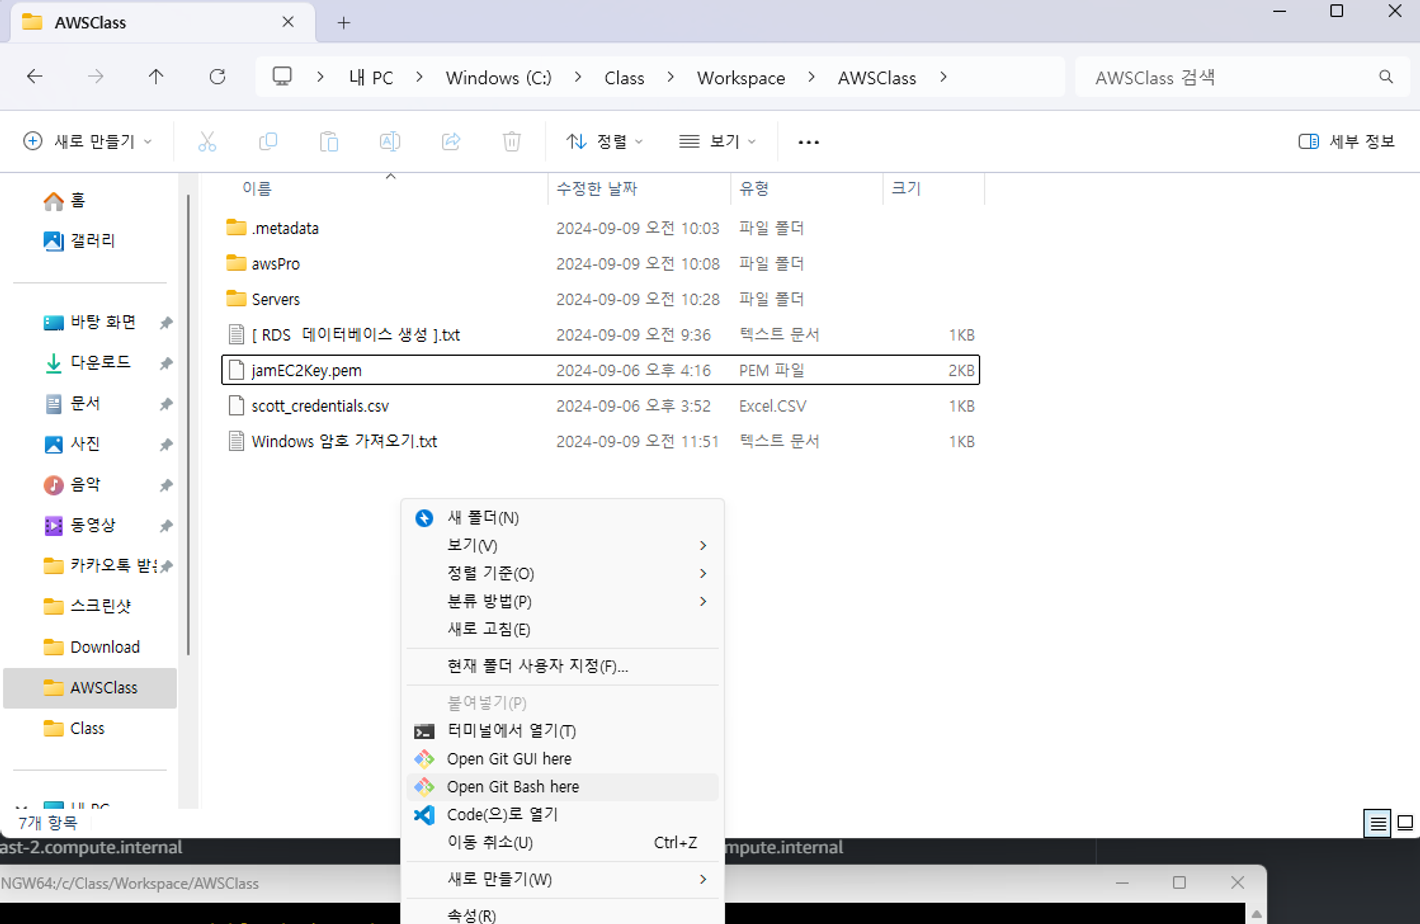 AWSClass
내 PC > Windows (C:) > Class > Workspace > AWSClass >
AWSClass 검색
새로 만들기
정렬
보기
세부 정보
홈
갤러리
바탕 화면
다운로드
문서
사진
음악
동영상
카카오톡 받은
스크린샷
Download
AWSClass
Class
내 PC
이름 수정한 날짜 유형 크기
.metadata 2024-09-09 오전 10:03 파일 폴더
awsPro 2024-09-09 오전 10:08 파일 폴더
Servers 2024-09-09 오전 10:28 파일 폴더
[ RDS 데이터베이스 생성 ].txt 2024-09-09 오전 9:36 텍스트 문서 1KB
jamEC2Key.pem 2024-09-06 오후 4:16 PEM 파일 2KB
scott_credentials.csv 2024-09-06 오후 3:52 Excel.CSV 1KB
Windows 암호 가져오기.txt 2024-09-09 오전 11:51 텍스트 문서 1KB
새 폴더(N)
보기(V)
정렬 기준(O)
분류 방법(P)
새로 고침(E)
현재 폴더 사용자 지정(F)...
붙여넣기(P)
터미널에서 열기(T)
Open Git GUI here
Open Git Bash here
Code(으)로 열기
이동 취소(U) Ctrl+Z
새로 만들기(W)
속성(R)
7개 항목
ast-2.compute.internal
mpute.internal
NGW64:/c/Class/Workspace/AWSClass